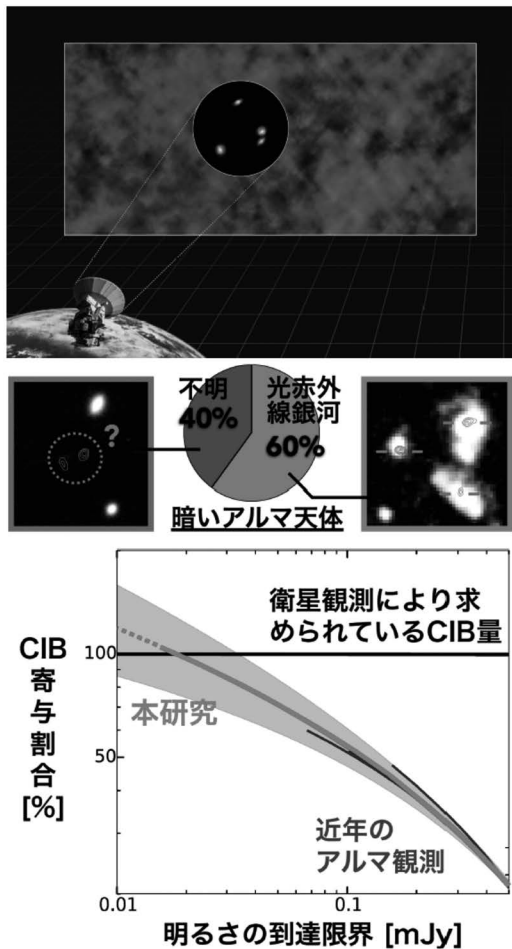 不明
40%
光赤外
線銀河
60%
?
暗いアルマ天体
衛星観測により求
められているCIB量
CIB
寄
与
割
合
[%]
100
50
本研究
近年の
アルマ観測
0.01
0.1
明るさの到達限界 [mJy]